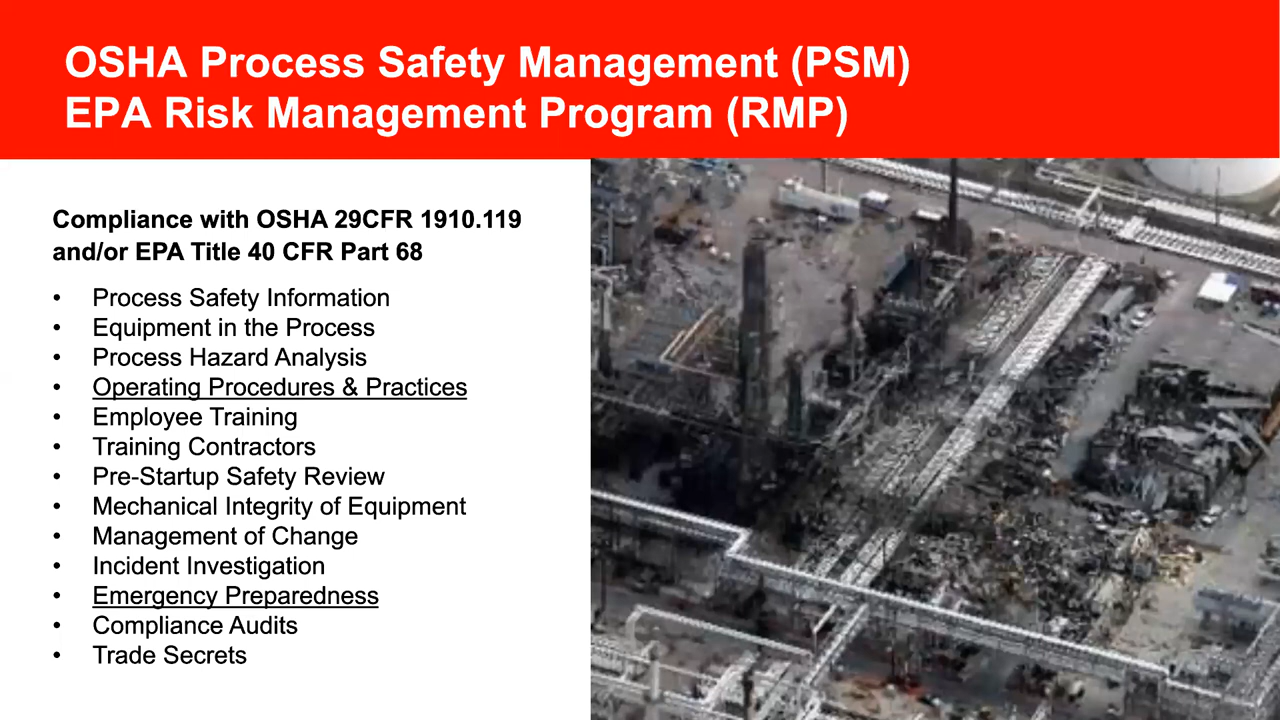 OSHA Process Safety Management (PSM)
EPA Risk Management Program (RMP)
Compliance with OSHA 29CFR 1910.119
and/or EPA Title 40 CFR Part 68
• Process Safety Information
• Equipment in the Process
• Process Hazard Analysis
• Operating Procedures & Practices
• Employee Training
• Training Contractors
• Pre-Startup Safety Review
• Mechanical Integrity of Equipment
• Management of Change
• Incident Investigation
• Emergency Preparedness
• Compliance Audits
• Trade Secrets